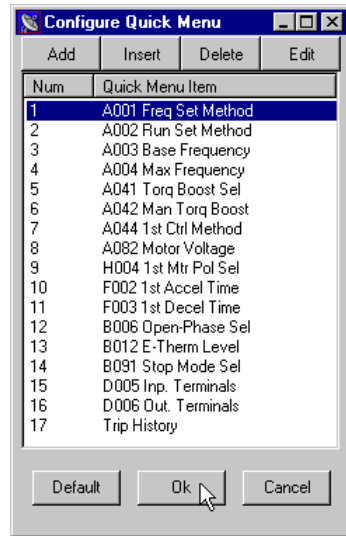 Configure Quick Menu
Add Insert Delete Edit
Num Quick Menu Item
1 A001 Freq Set Method
2 A002 Run Set Method
3 A003 Base Frequency
4 A004 Max Frequency
5 A041 Torq Boost Sel
6 A042 Man Torq Boost
7 A044 1st Ctrl Method
8 A082 Motor Voltage
9 H004 1st Mtr Pol Sel
10 F002 1st Accel Time
11 F003 1st Decel Time
12 B006 Open-Phase Sel
13 B012 E-Therm Level
14 B091 Stop Mode Sel
15 D005 Inp. Terminals
16 D006 Out. Terminals
17 Trip History
Default Ok Cancel